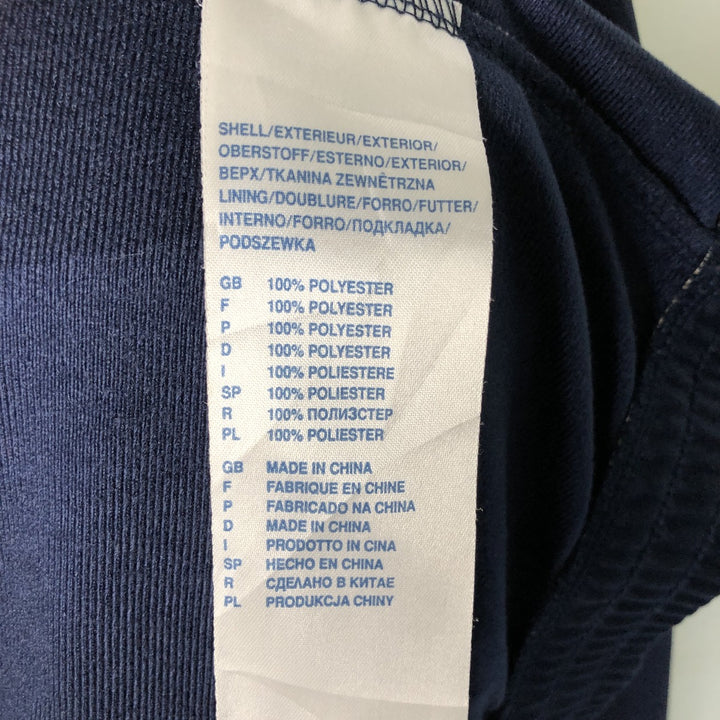 SHELL/EXTERIEUR/EXTERIOR/
OBERSTOFF/ESTERNO/EXTERIOR/
ВЕРХ/TKANINA ZEWNĘTRZNA
LINING/DOUBLURE/FORRO/FUTTER/
INTERNO/FORRO/ПОДКЛАДКА/
PODSZEWKA
GB 100% POLYESTER
F 100% POLYESTER
P 100% POLYESTER
D 100% POLYESTER
I 100% POLIESTERE
SP 100% POLIESTER
R 100% ПОЛИЗСТЕР
PL 100% POLIESTER
GB MADE IN CHINA
F FABRIQUE EN CHINE
P FABRICADO NA CHINA
D MADE IN CHINA
I PRODOTTO IN CINA
SP HECHO EN CHINA
R СДЕЛАНО В КИТАЕ
PL PRODUKCJA CHINY